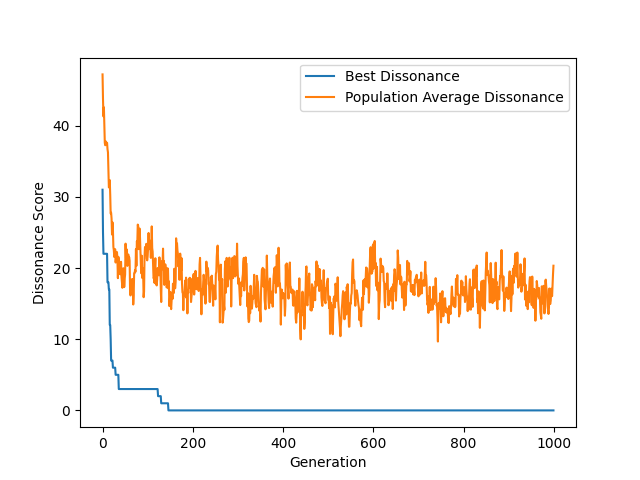 Best Dissonance
Population Average Dissonance
40
30
20
10
0
Dissonance Score
0 200 400 600 800 1000
Generation